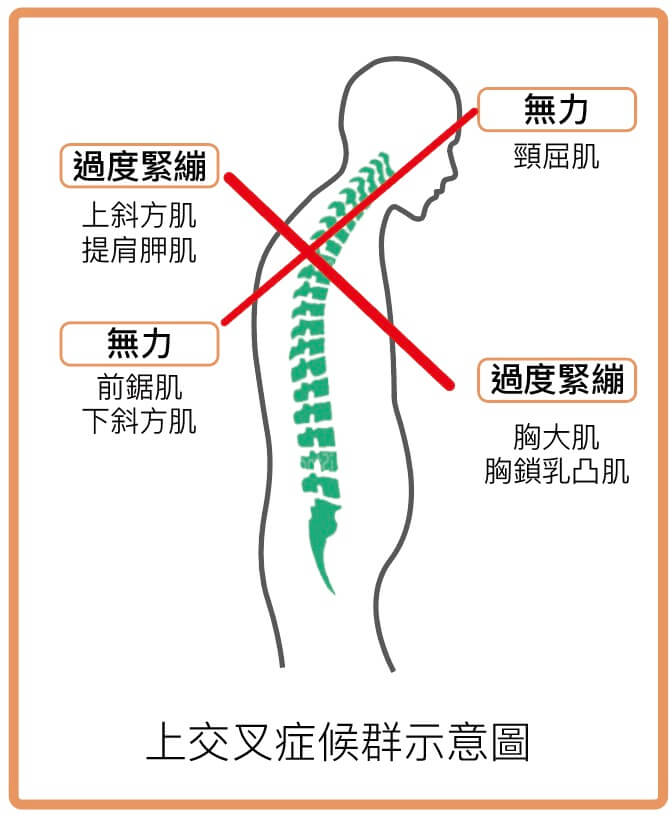 無力
頸屈肌
過度緊繃
上斜方肌
提肩胛肌
無力
前鋸肌
下斜方肌
過度緊繃
胸大肌
胸鎖乳凸肌
上交叉症候群示意圖